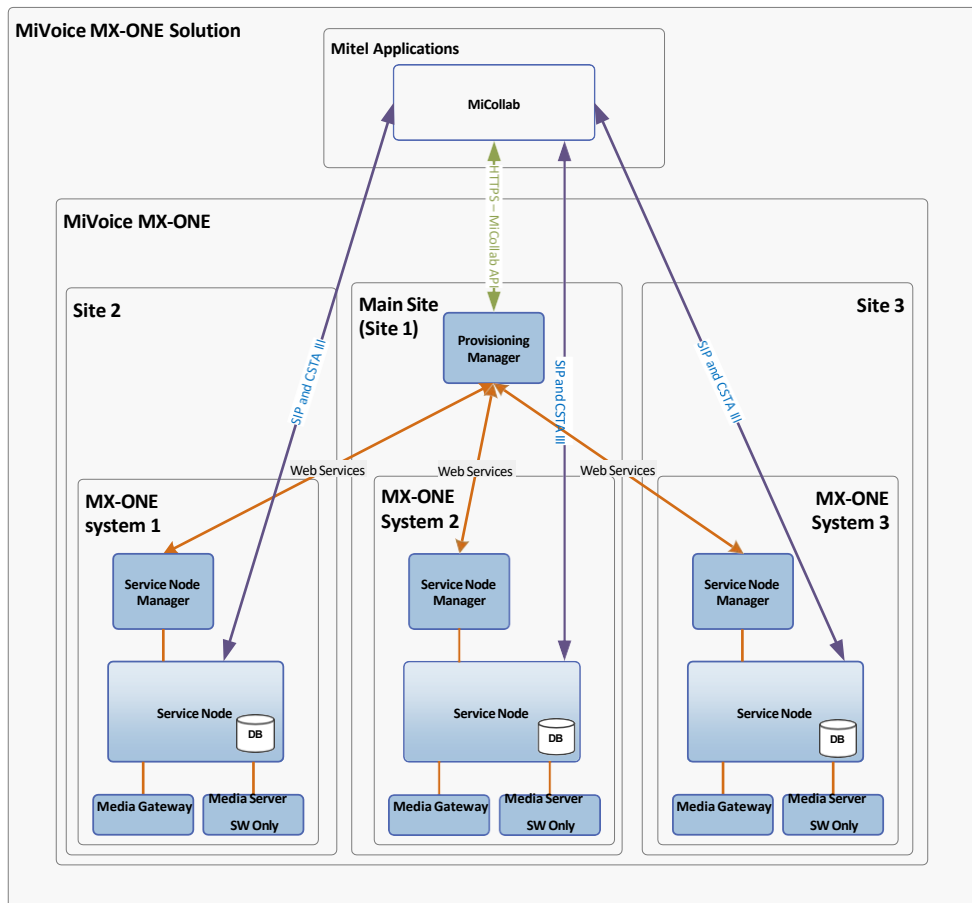 MiVoice MX-ONE Solution
Mitel Applications
MiCollab
HTTPS – MiCollab API
MiVoice MX-ONE
Site 2
Main Site
(Site 1)
Site 3
Provisioning
Manager
SIP and CSTA III
SIP and CSTA III
SIP and CSTA III
Web Services
Web Services
Web Services
MX-ONE
system 1
MX-ONE
System 2
MX-ONE
System 3
Service Node
Manager
Service Node
Manager
Service Node
Manager
Service Node
DB
Service Node
DB
Service Node
DB
Media Gateway
Media Server
SW Only
Media Gateway
Media Server
SW Only
Media Gateway
Media Server
SW Only